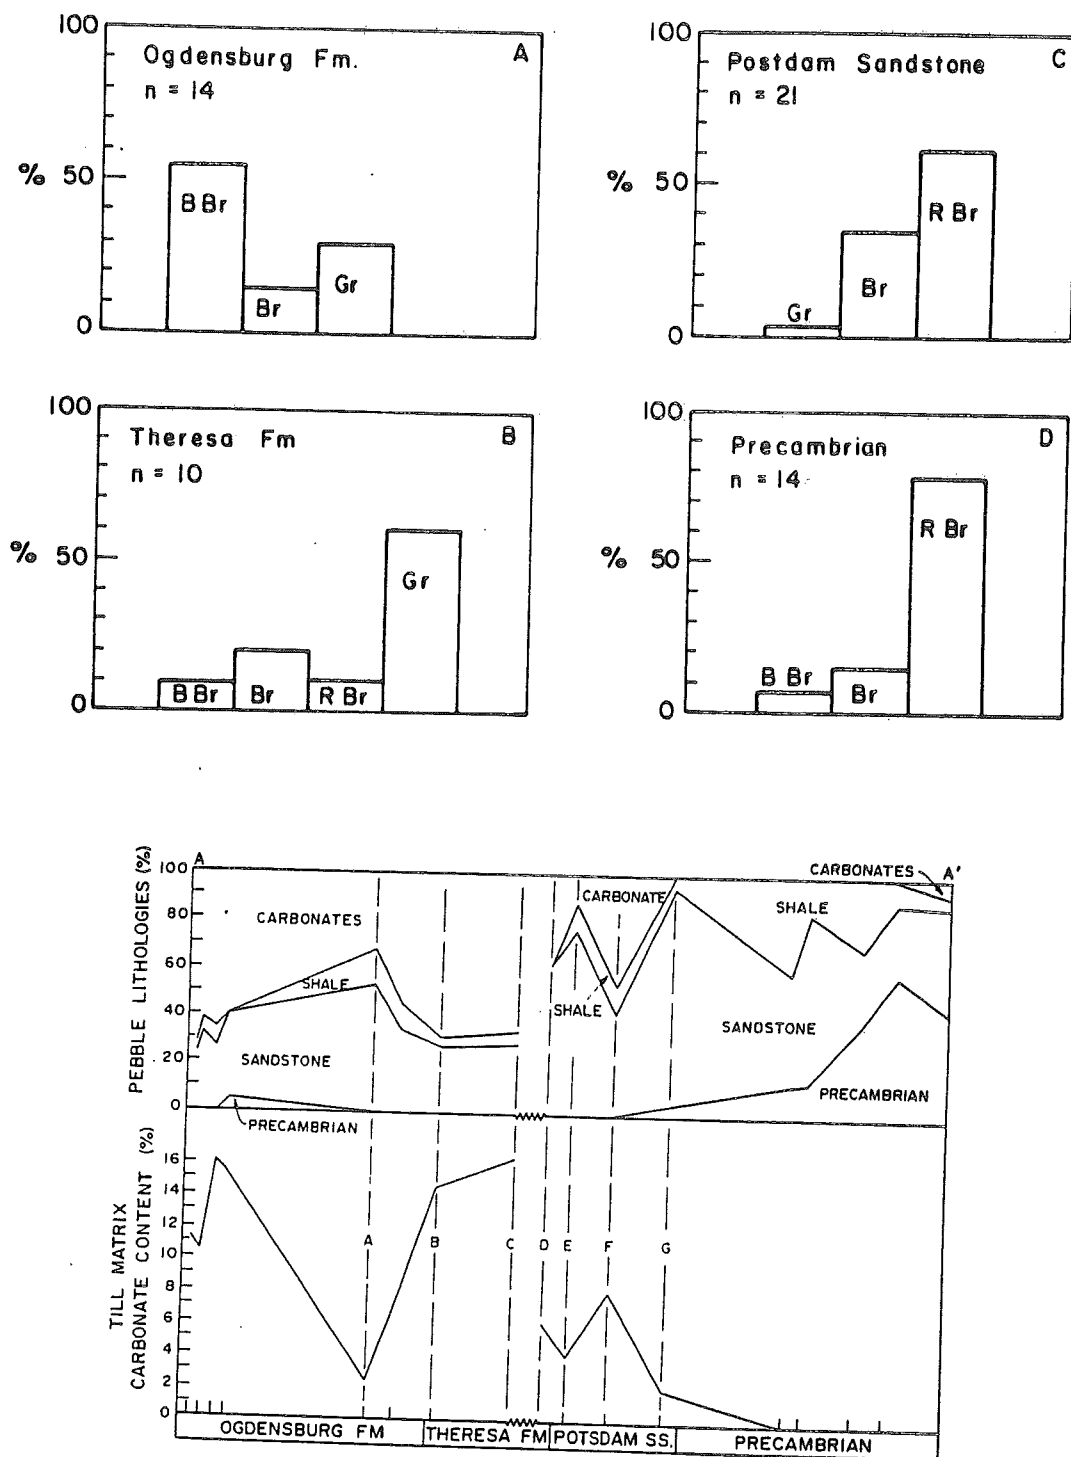 100
Ogdensburg Fm.
A
n = 14
% 50
BBr
Br
Gr
0
100
Postdam Sandstone
C
n = 21
% 50
Gr
Br
R Br
0
100
Theresa Fm
B
n = 10
% 50
BBr
Br
R Br
Gr
0
100
Precambrian
D
n = 14
% 50
B Br
Br
R Br
0
PEBBLE LITHOLOGIES (%)
100
80
60
40
20
0
A
A'
CARBONATES
SHALE
SANDSTONE
PRECAMBRIAN
CARBONATE
SHALE
CARBONATES
SHALE
SANDSTONE
PRECAMBRIAN
TILL MATRIX
CARBONATE CONTENT (%)
16
14
12
10
8
6
4
2
0
A
B
C
D
E
F
G
OGDENSBURG FM
THERESA FM
POTSDAM SS.
PRECAMBRIAN